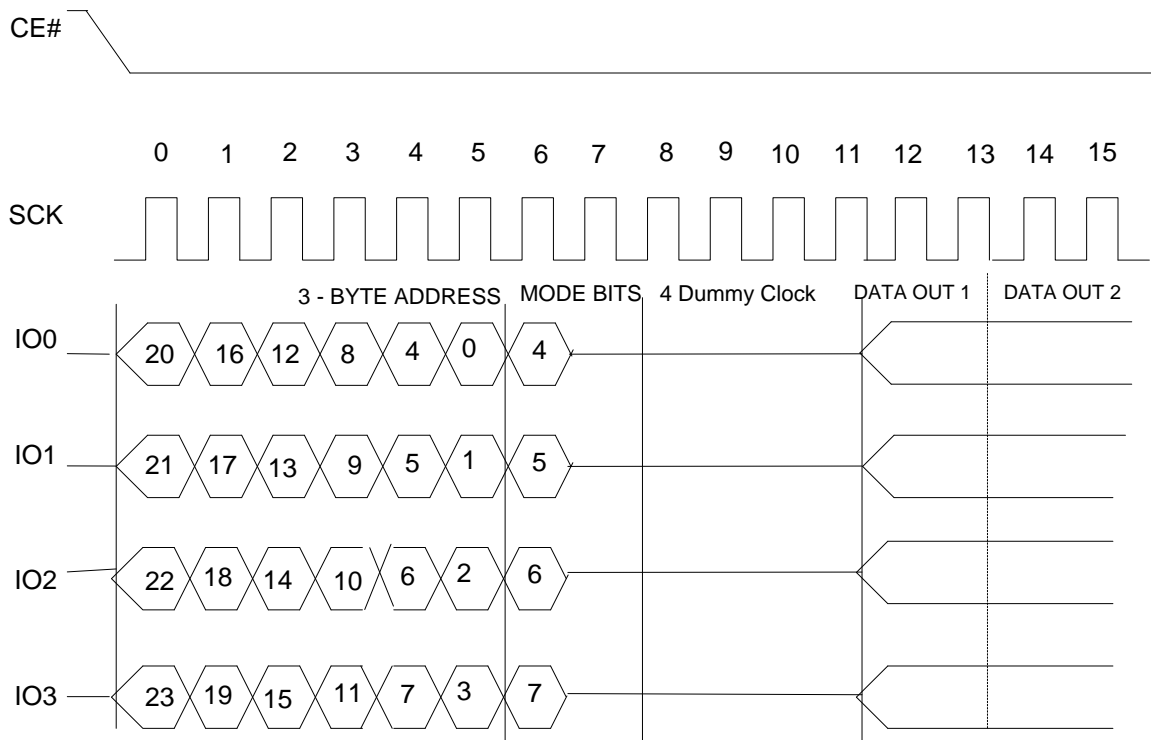 CE#
0 1 2 3 4 5 6 7 8 9 10 11 12 13 14 15
SCK
3 - BYTE ADDRESS MODE BITS 4 Dummy Clock DATA OUT 1 DATA OUT 2
IO0 20 16 12 8 4 0 4
IO1 21 17 13 9 5 1 5
IO2 22 18 14 10 6 2 6
IO3 23 19 15 11 7 3 7